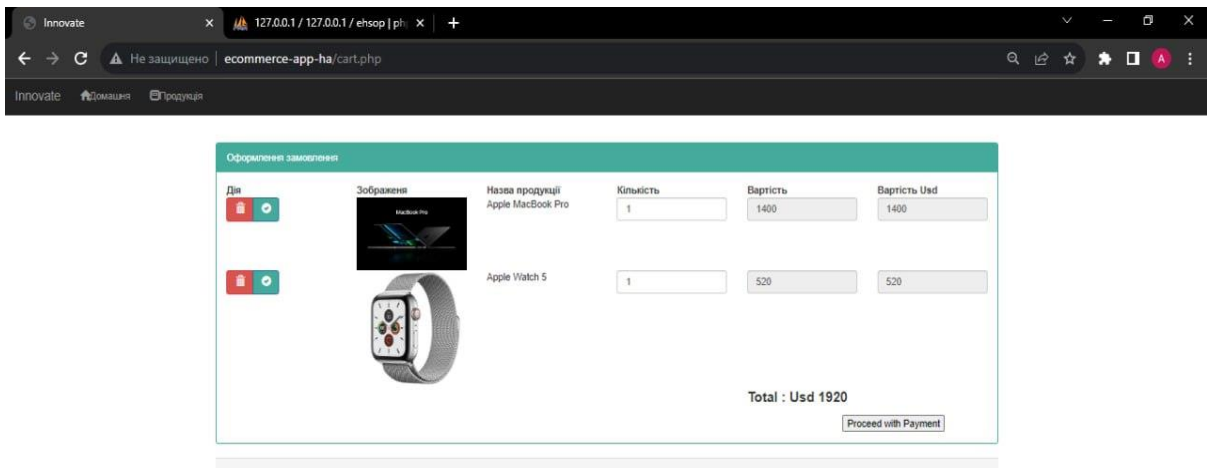 Innovate
127.0.0.1 / 127.0.0.1 / ehsop | ph
Не защищено
ecommerce-app-ha/cart.php
A
Innovate Домашня Продукція
Оформлення замовлення
Дія Зображеня Назва продукції Кількість Вартість Вартість Usd
MacBook Pro
Apple MacBook Pro 1 1400 1400
Apple Watch 5 1 520 520
Total : Usd 1920
Proceed with Payment